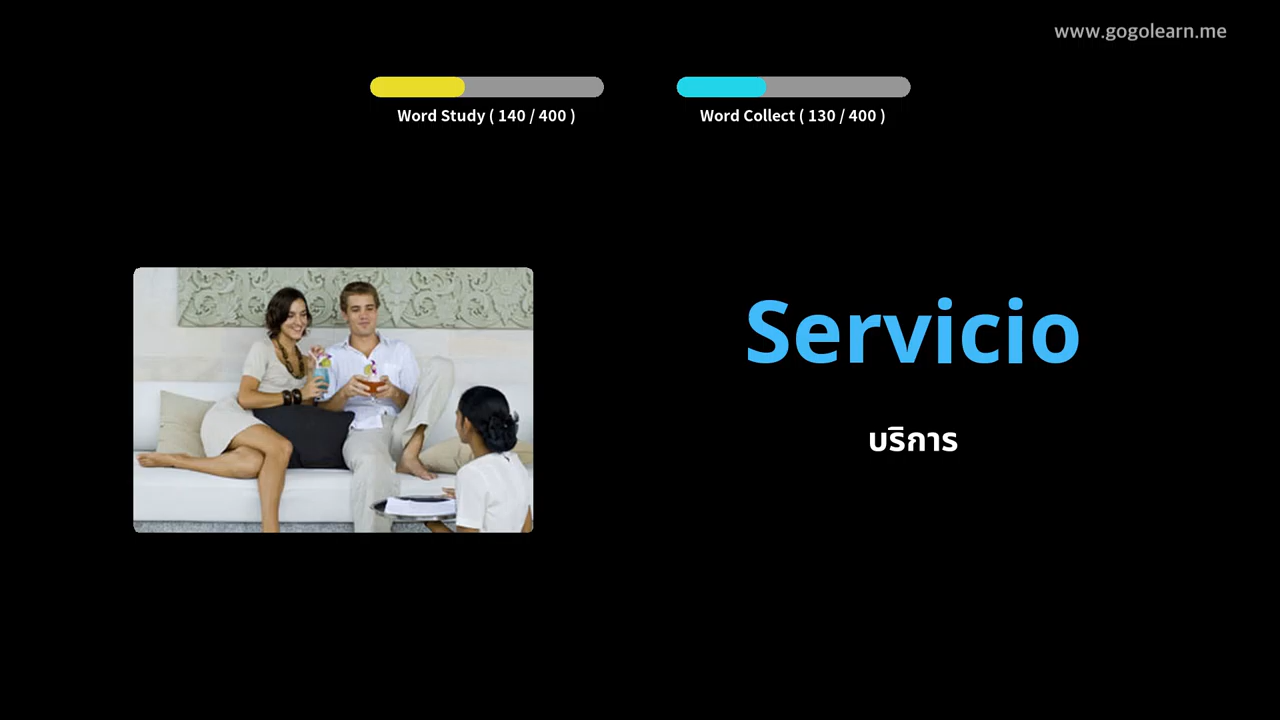 www.gogolearn.me
Word Study ( 140 / 400 )
Word Collect ( 130 / 400 )
Servicio
บริการ